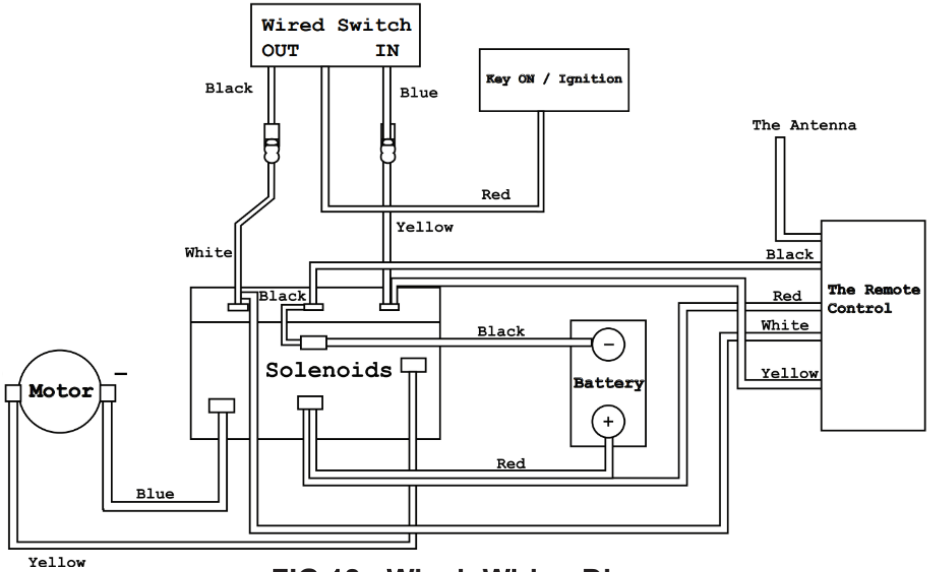 Wired Switch
OUT IN
Key ON / Ignition
Black
Blue
The Antenna
Red
Yellow
White
Black
Black
The Remote
Control
Red
White
Black
Solenoids
Battery
−
+
Yellow
Motor
−
Red
Blue
Yellow